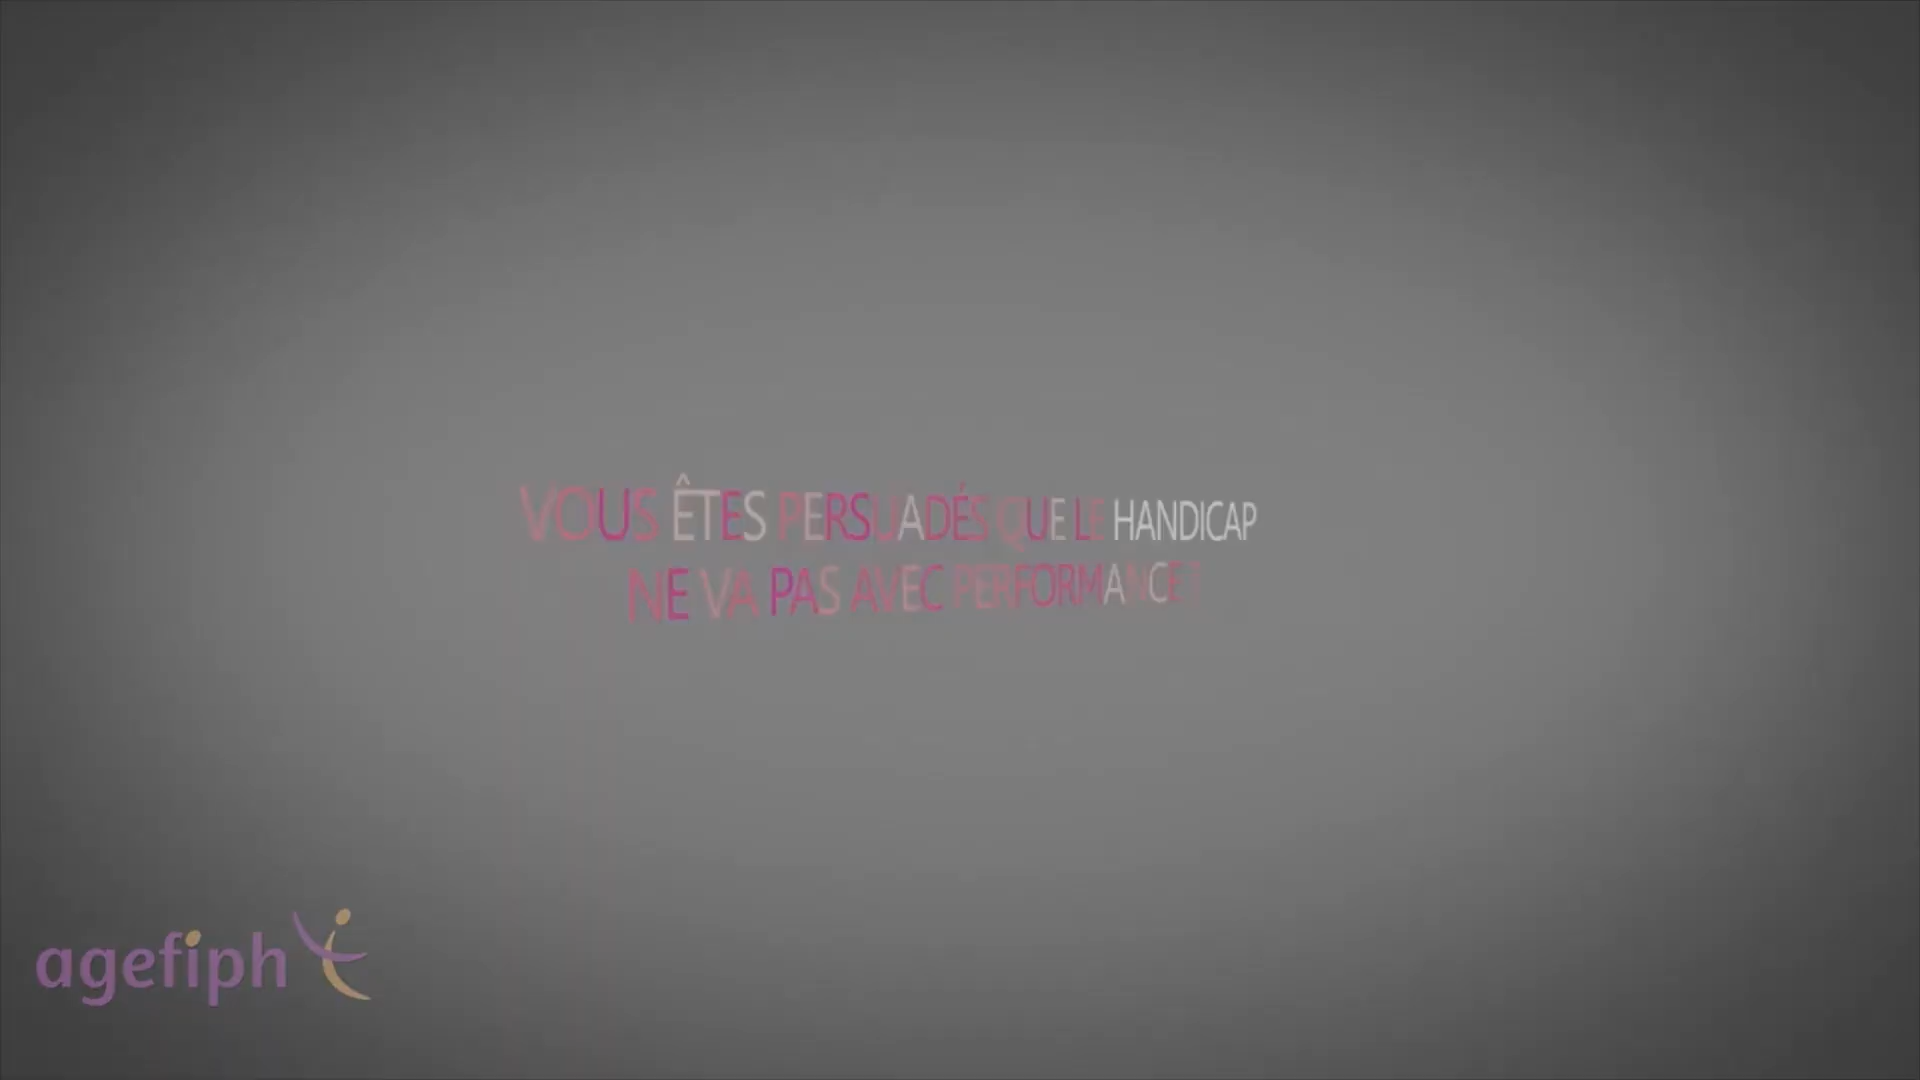 VOUS ÊTES PERSUADÉS QUE LE HANDICAP
NE VA PAS AVEC PERFORMANCE ?
agefiph